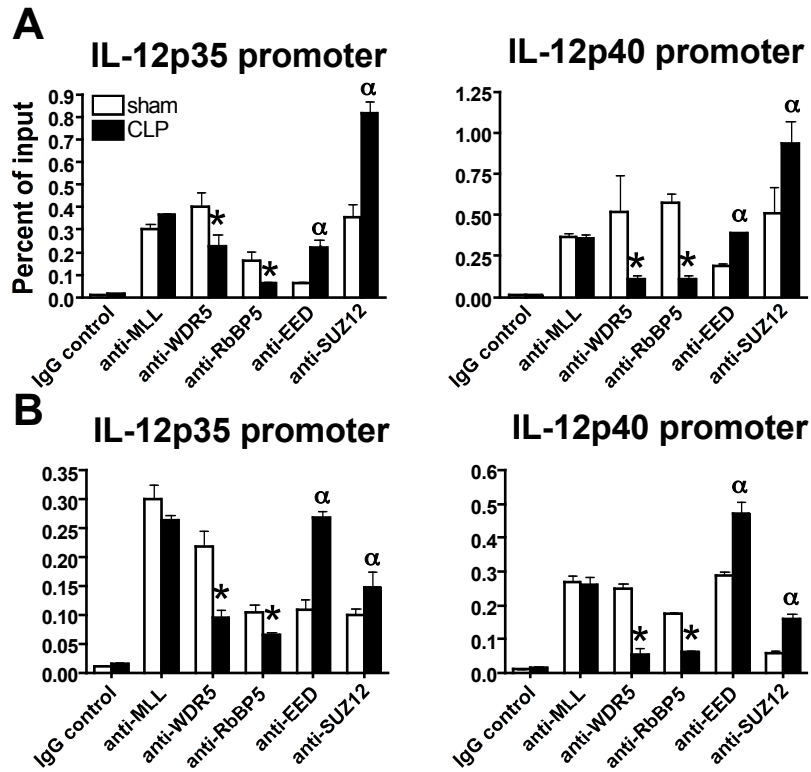 A
IL-12p35 promoter
IL-12p40 promoter
Percent of input
0.9
0.8
0.7
0.6
0.5
0.4
0.3
0.2
0.1
0.0
sham
CLP
*
*
α
α
IgG control
anti-MLL
anti-WDR5
anti-RbBP5
anti-EED
anti-SUZ12
1.25
1.00
0.75
0.50
0.25
0.00
*
*
α
α
IgG control
anti-MLL
anti-WDR5
anti-RbBP5
anti-EED
anti-SUZ12
B
IL-12p35 promoter
IL-12p40 promoter
0.35
0.30
0.25
0.20
0.15
0.10
0.05
0.00
*
*
α
α
IgG control
anti-MLL
anti-WDR5
anti-RbBP5
anti-EED
anti-SUZ12
0.6
0.5
0.4
0.3
0.2
0.1
0.0
*
*
α
α
IgG control
anti-MLL
anti-WDR5
anti-RbBP5
anti-EED
anti-SUZ12